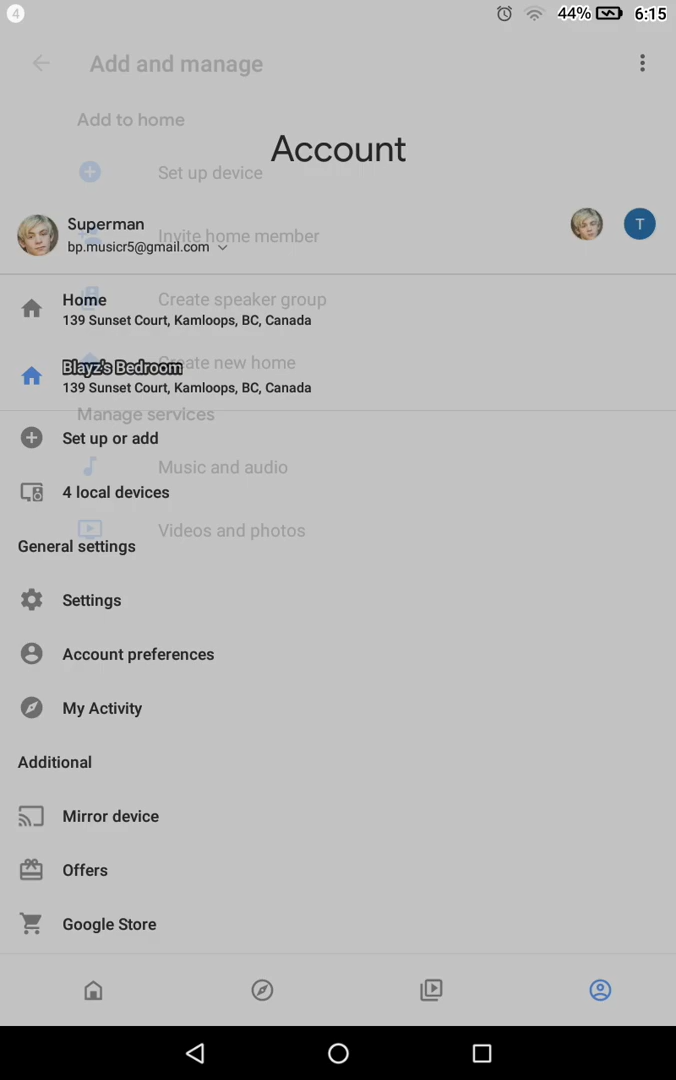 4
44%
6:15
Add and manage
Add to home
Account
Set up device
Superman
Invite home member
T
bp.musicr5@gmail.com
Home
Create speaker group
139 Sunset Court, Kamloops, BC, Canada
Blayz's Bedroom
Create new home
139 Sunset Court, Kamloops, BC, Canada
Manage services
Set up or add
Music and audio
4 local devices
Videos and photos
General settings
Settings
Account preferences
My Activity
Additional
Mirror device
Offers
Google Store